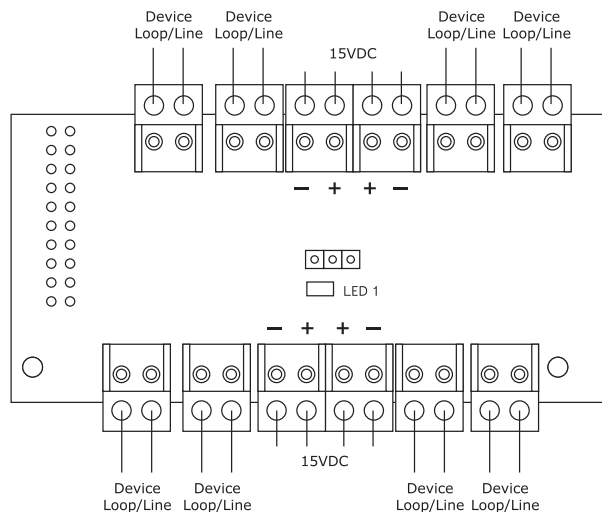 Device Device Device Device
Loop/Line Loop/Line 15VDC Loop/Line Loop/Line
− + + −
LED 1
− + + −
15VDC
Device Device Device Device
Loop/Line Loop/Line Loop/Line Loop/Line